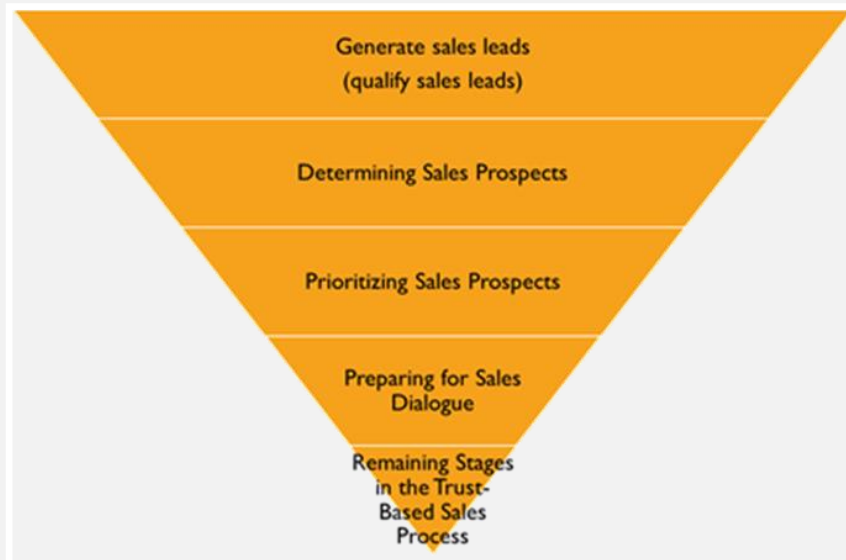 Generate sales leads
(qualify sales leads)
Determining Sales Prospects
Prioritizing Sales Prospects
Preparing for Sales
Dialogue
Remaining Stages
in the Trust-
Based Sales
Process